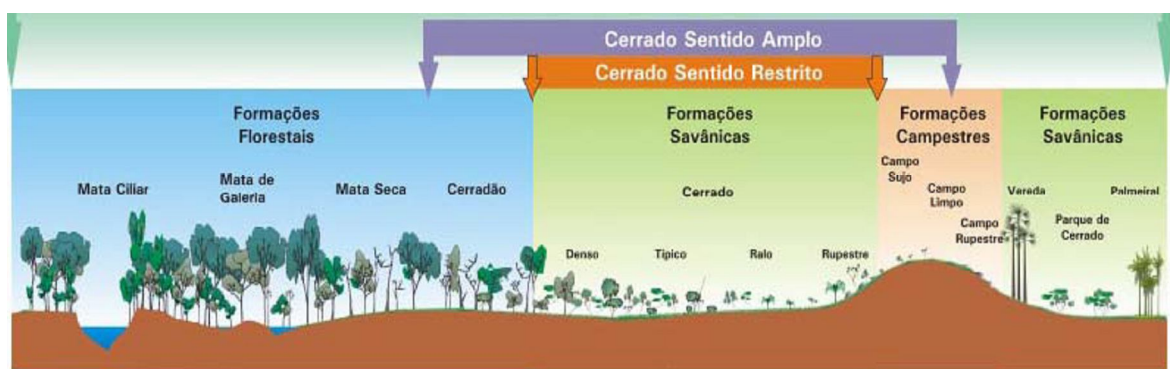 Cerrado Sentido Amplo
Cerrado Sentido Restrito
Formações
Florestais
Formações
Savânicas
Formações
Campestres
Formações
Savânicas
Mata Ciliar
Mata de
Galeria
Mata Seca
Cerradão
Cerrado
Campo
Sujo
Campo
Limpo
Campo
Rupestre
Vereda
Palmeiral
Parque de
Cerrado
Denso
Típico
Ralo
Rupestre